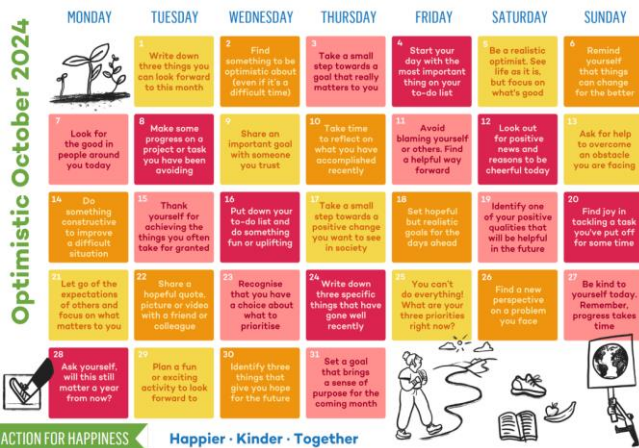 Optimistic October 2024
MONDAY TUESDAY WEDNESDAY THURSDAY FRIDAY SATURDAY SUNDAY
1
Write down
three things you
can look forward
to this month
2
Find
something to be
optimistic about
(even if it's a
difficult time)
3
Take a small
step towards a
goal that really
matters to you
4
Start your
day with the
most important
thing on your
to-do list
5
Be a realistic
optimist. See
life as it is,
but focus on
what's good
6
Remind
yourself
that things
can change
for the better
7
Look for
the good in
people around
you today
8
Make some
progress on a
project or task
you have been
avoiding
9
Share an
important goal
with someone
you trust
10
Take time
to reflect on
what you have
accomplished
recently
11
Avoid
blaming yourself
or others. Find
a helpful way
forward
12
Look out
for positive
news and
reasons to be
cheerful today
13
Ask for help
to overcome
an obstacle
you are facing
14
Do
something
constructive
to improve
a difficult
situation
15
Thank
yourself for
achieving the
things you often
take for granted
16
Put down your
to-do list and
do something
fun or uplifting
17
Take a small
step towards a
positive change
you want to see
in society
18
Set hopeful
but realistic
goals for the
days ahead
19
Identify one
of your positive
qualities that
will be helpful
in the future
20
Find joy in
tackling a task
you've put off
for some time
21
Let go of the
expectations
of others and
focus on what
matters to you
22
Share a
hopeful quote,
picture or video
with a friend or
colleague
23
Recognise
that you have
a choice about
what to
prioritise
24
Write down
three specific
things that have
gone well
recently
25
You can't
do everything!
What are your
three priorities
right now?
26
Find a new
perspective
on a problem
you face
27
Be kind to
yourself today.
Remember,
progress takes
time
28
Ask yourself,
will this still
matter a year
from now?
29
Plan a fun
or exciting
activity to look
forward to
30
Identify three
things that
give you hope
for the future
31
Set a goal
that brings
a sense of
purpose for the
coming month
ACTION FOR HAPPINESS
Happier · Kinder · Together